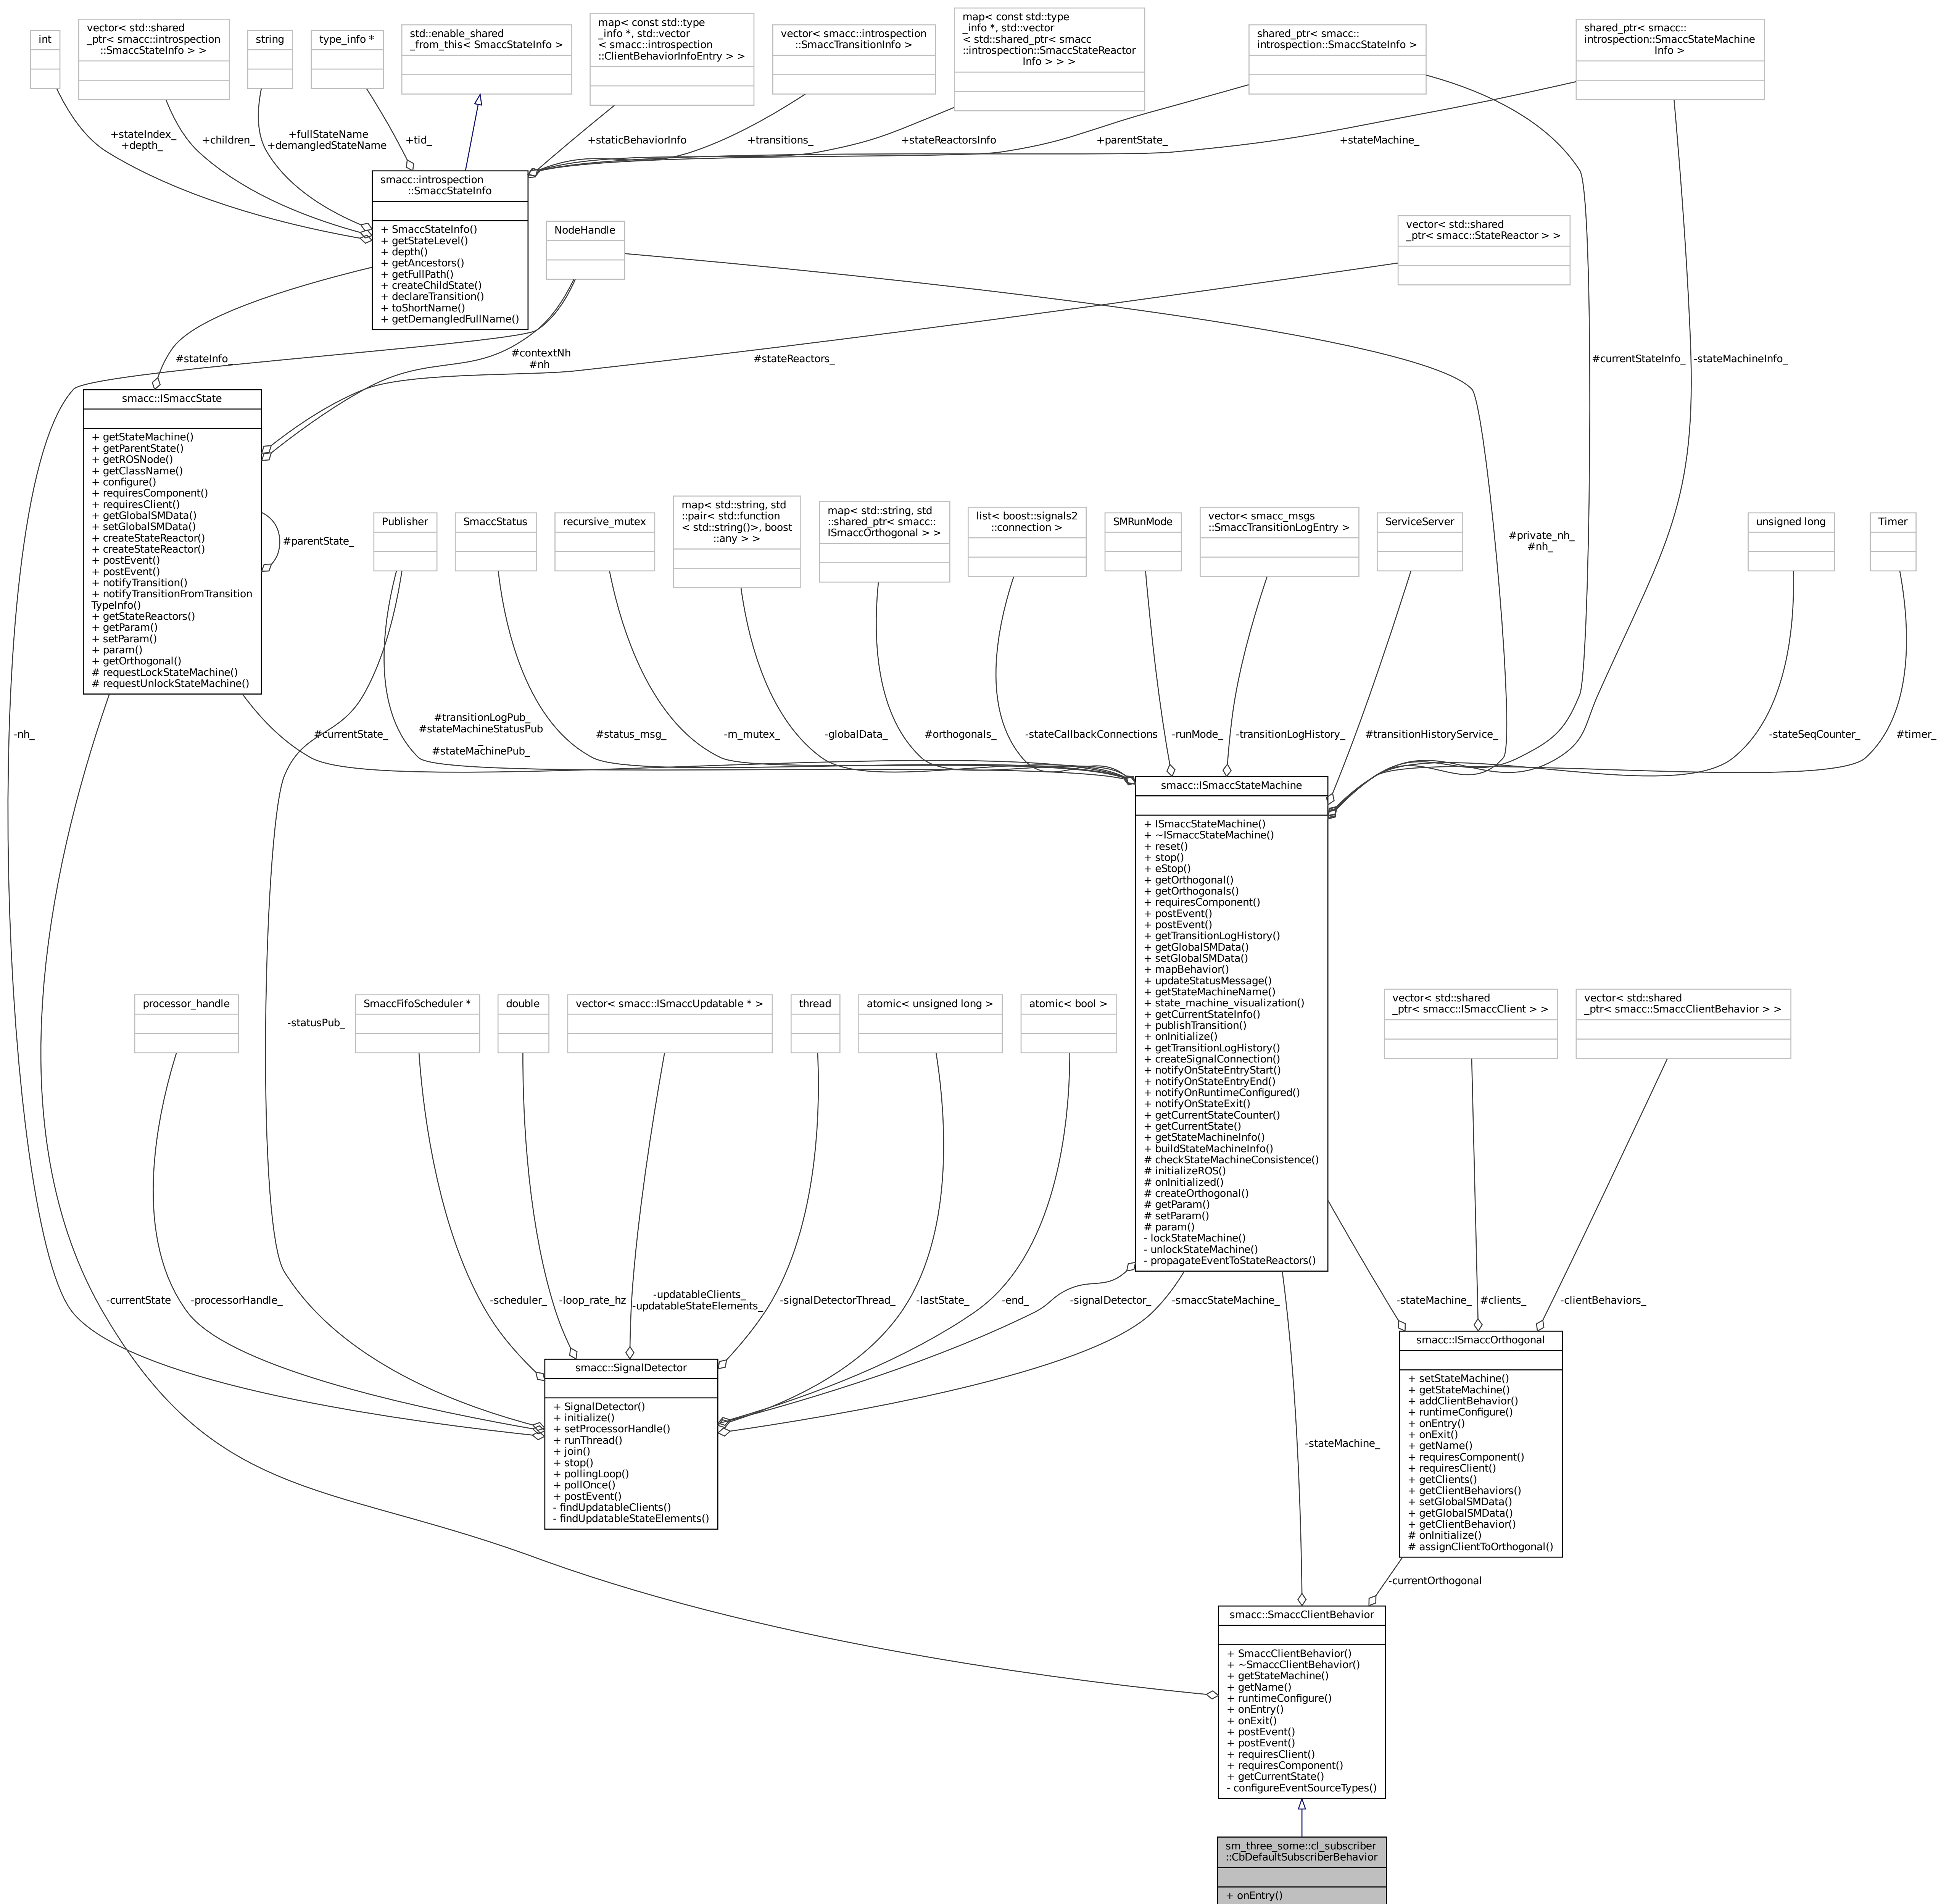 int
vector< std::shared
_ptr< smacc::introspection
::SmaccStateInfo > >
string
type_info *
std::enable_shared
_from_this< SmaccStateInfo >
map< const std::type
_info *, std::vector
< smacc::introspection
::ClientBehaviorInfoEntry > >
vector< smacc::introspection
::SmaccTransitionInfo >
map< const std::type
_info *, std::vector
< std::shared_ptr< smacc
::introspection::SmaccStateReactor
Info > > >
shared_ptr< smacc::
introspection::SmaccStateInfo >
shared_ptr< smacc::
introspection::SmaccStateMachine
Info >
+stateIndex_
+depth_
+children_
+fullStateName
+demangledStateName
+tid_
+staticBehaviorInfo
+transitions_
+stateReactorsInfo
+parentState_
+stateMachine_
smacc::introspection
::SmaccStateInfo
+ SmaccStateInfo()
+ getStateLevel()
+ depth()
+ getAncestors()
+ getFullPath()
+ createChildState()
+ declareTransition()
+ toShortName()
+ getDemangledFullName()
NodeHandle
vector< std::shared
_ptr< smacc::StateReactor > >
#stateInfo_
#contextNh
#nh
#stateReactors_
#currentStateInfo_
-stateMachineInfo_
smacc::ISmaccState
+ getStateMachine()
+ getParentState()
+ getROSNode()
+ getClassName()
+ configure()
+ requiresComponent()
+ requiresClient()
+ getGlobalSMData()
+ setGlobalSMData()
+ createStateReactor()
+ createStateReactor()
+ postEvent()
+ postEvent()
+ notifyTransition()
+ notifyTransitionFromTransition
TypeInfo()
+ getStateReactors()
+ getParam()
+ setParam()
+ param()
+ getOrthogonal()
# requestLockStateMachine()
# requestUnlockStateMachine()
#parentState_
Publisher
SmaccStatus
recursive_mutex
map< std::string, std
::pair< std::function
< std::string()>, boost
::any > >
map< std::string, std
::shared_ptr< smacc::
ISmaccOrthogonal > >
list< boost::signals2
::connection >
SMRunMode
vector< smacc_msgs
::SmaccTransitionLogEntry >
ServiceServer
#private_nh_
#nh_
unsigned long
Timer
-nh_
#currentState_
#transitionLogPub_
#stateMachineStatusPub
_
#stateMachinePub_
#status_msg_
-m_mutex_
-globalData_
#orthogonals_
-stateCallbackConnections
-runMode_
-transitionLogHistory_
#transitionHistoryService_
-stateSeqCounter_
#timer_
smacc::ISmaccStateMachine
+ ISmaccStateMachine()
+ ~ISmaccStateMachine()
+ reset()
+ stop()
+ eStop()
+ getOrthogonal()
+ getOrthogonals()
+ requiresComponent()
+ postEvent()
+ postEvent()
+ getTransitionLogHistory()
+ getGlobalSMData()
+ setGlobalSMData()
+ mapBehavior()
+ updateStatusMessage()
+ getStateMachineName()
+ state_machine_visualization()
+ getCurrentStateInfo()
+ publishTransition()
+ onInitialize()
+ getTransitionLogHistory()
+ createSignalConnection()
+ notifyOnStateEntryStart()
+ notifyOnStateEntryEnd()
+ notifyOnRuntimeConfigured()
+ notifyOnStateExit()
+ getCurrentStateCounter()
+ getCurrentState()
+ getStateMachineInfo()
+ buildStateMachineInfo()
# checkStateMachineConsistence()
# initializeROS()
# onInitialized()
# createOrthogonal()
# getParam()
# setParam()
# param()
- lockStateMachine()
- unlockStateMachine()
- propagateEventToStateReactors()
processor_handle
-statusPub_
SmaccFifoScheduler *
double
vector< smacc::ISmaccUpdatable * >
thread
atomic< unsigned long >
atomic< bool >
vector< std::shared
_ptr< smacc::ISmaccClient > >
vector< std::shared
_ptr< smacc::SmaccClientBehavior > >
-currentState
-processorHandle_
-scheduler_
-loop_rate_hz
-updatableClients_
-updatableStateElements_
-signalDetectorThread_
-lastState_
-end_
-signalDetector_
-smaccStateMachine_
-stateMachine_
#clients_
-clientBehaviors_
smacc::SignalDetector
+ SignalDetector()
+ initialize()
+ setProcessorHandle()
+ runThread()
+ join()
+ stop()
+ pollingLoop()
+ pollOnce()
+ postEvent()
- findUpdatableClients()
- findUpdatableStateElements()
-stateMachine_
smacc::ISmaccOrthogonal
+ setStateMachine()
+ getStateMachine()
+ addClientBehavior()
+ runtimeConfigure()
+ onEntry()
+ onExit()
+ getName()
+ requiresComponent()
+ requiresClient()
+ getClients()
+ getClientBehaviors()
+ setGlobalSMData()
+ getGlobalSMData()
+ getClientBehavior()
# onInitialize()
# assignClientToOrthogonal()
-currentOrthogonal
smacc::SmaccClientBehavior
+ SmaccClientBehavior()
+ ~SmaccClientBehavior()
+ getStateMachine()
+ getName()
+ runtimeConfigure()
+ onEntry()
+ onExit()
+ postEvent()
+ postEvent()
+ requiresClient()
+ requiresComponent()
+ getCurrentState()
- configureEventSourceTypes()
sm_three_some::cl_subscriber
::CbDefaultSubscriberBehavior
+ onEntry()